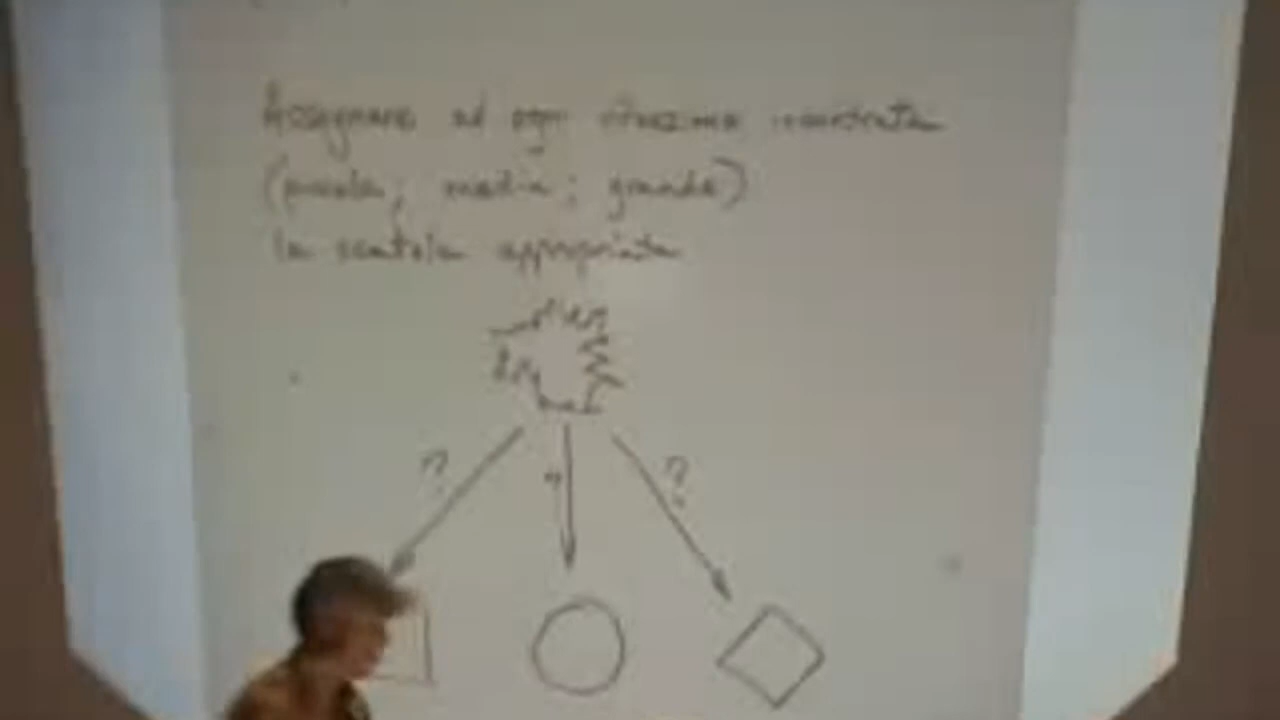 Assegnare ad ogni situazione incontrata
(piccola; media; grande)
la scatola appropriata
?
?
?